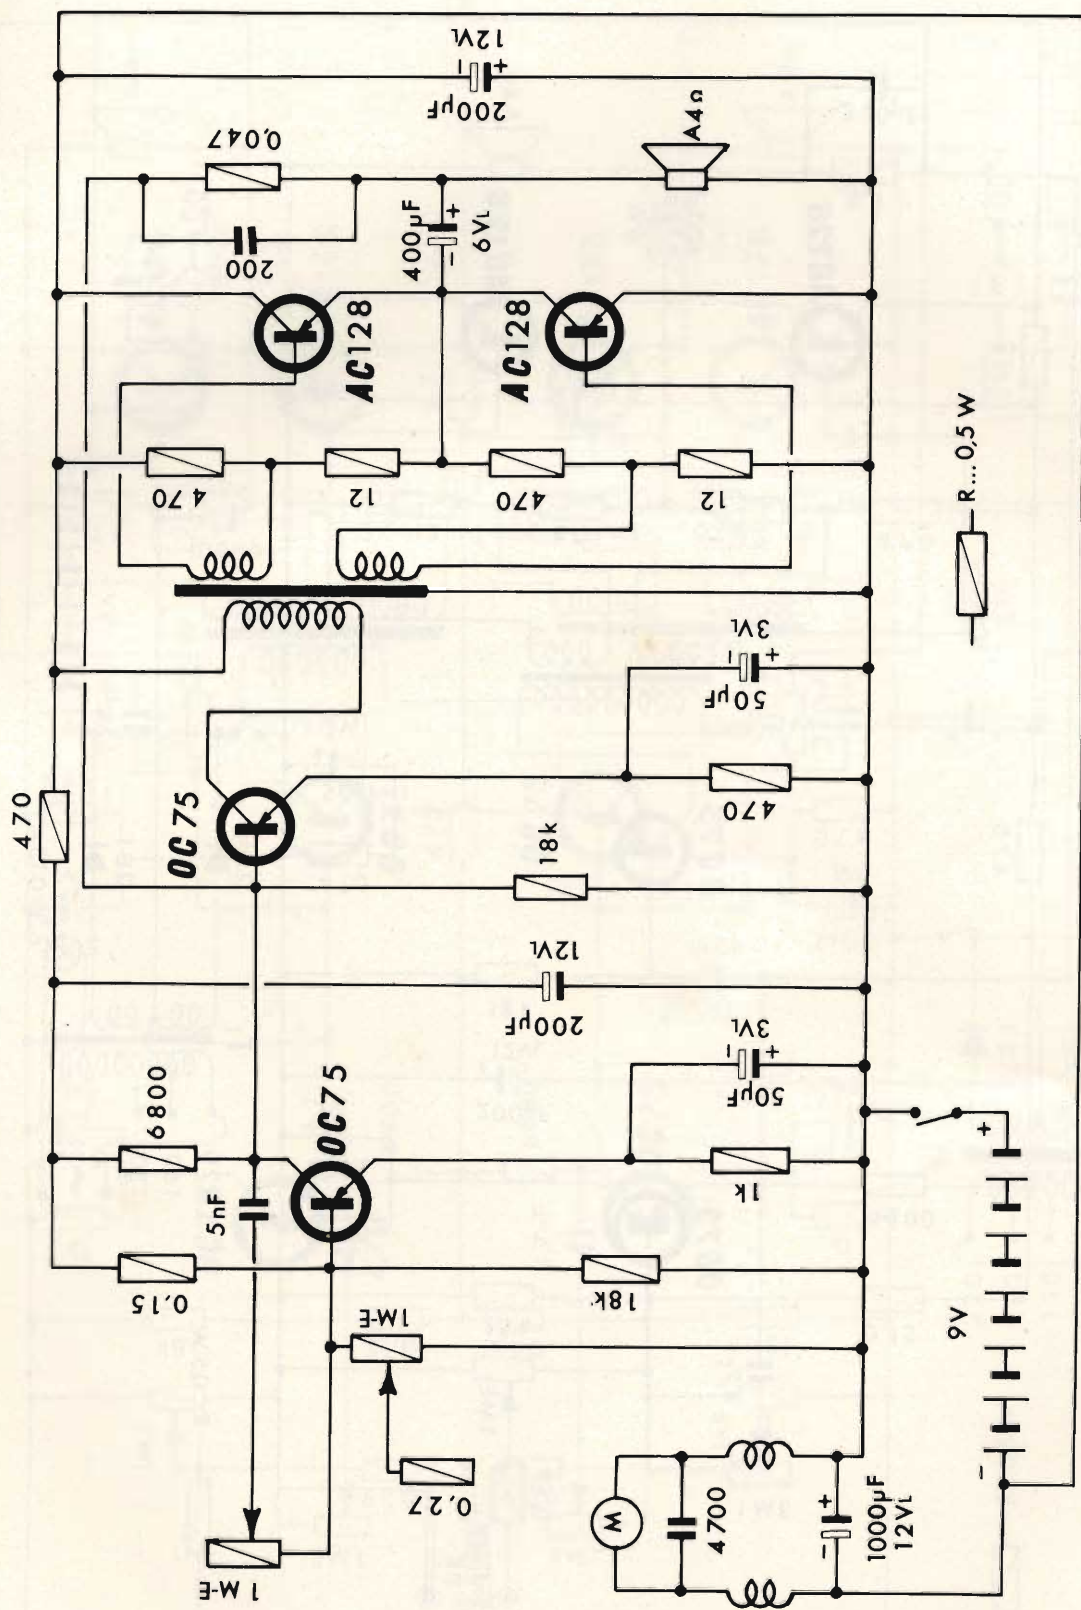 12VL
- +
200µF
0,047
200
A4Ω
400µF
- +
6VL
AC128
AC128
470
12
470
12
R...0,5 W
3VL
- +
50µF
470
OC75
470
18k
12VL
200µF
3VL
- +
50µF
6800
OC75
5nF
1k
+
0,15
18k
1M-E
9V
0,27
1 M-E
M
4700
- +
1000µF
12VL
-